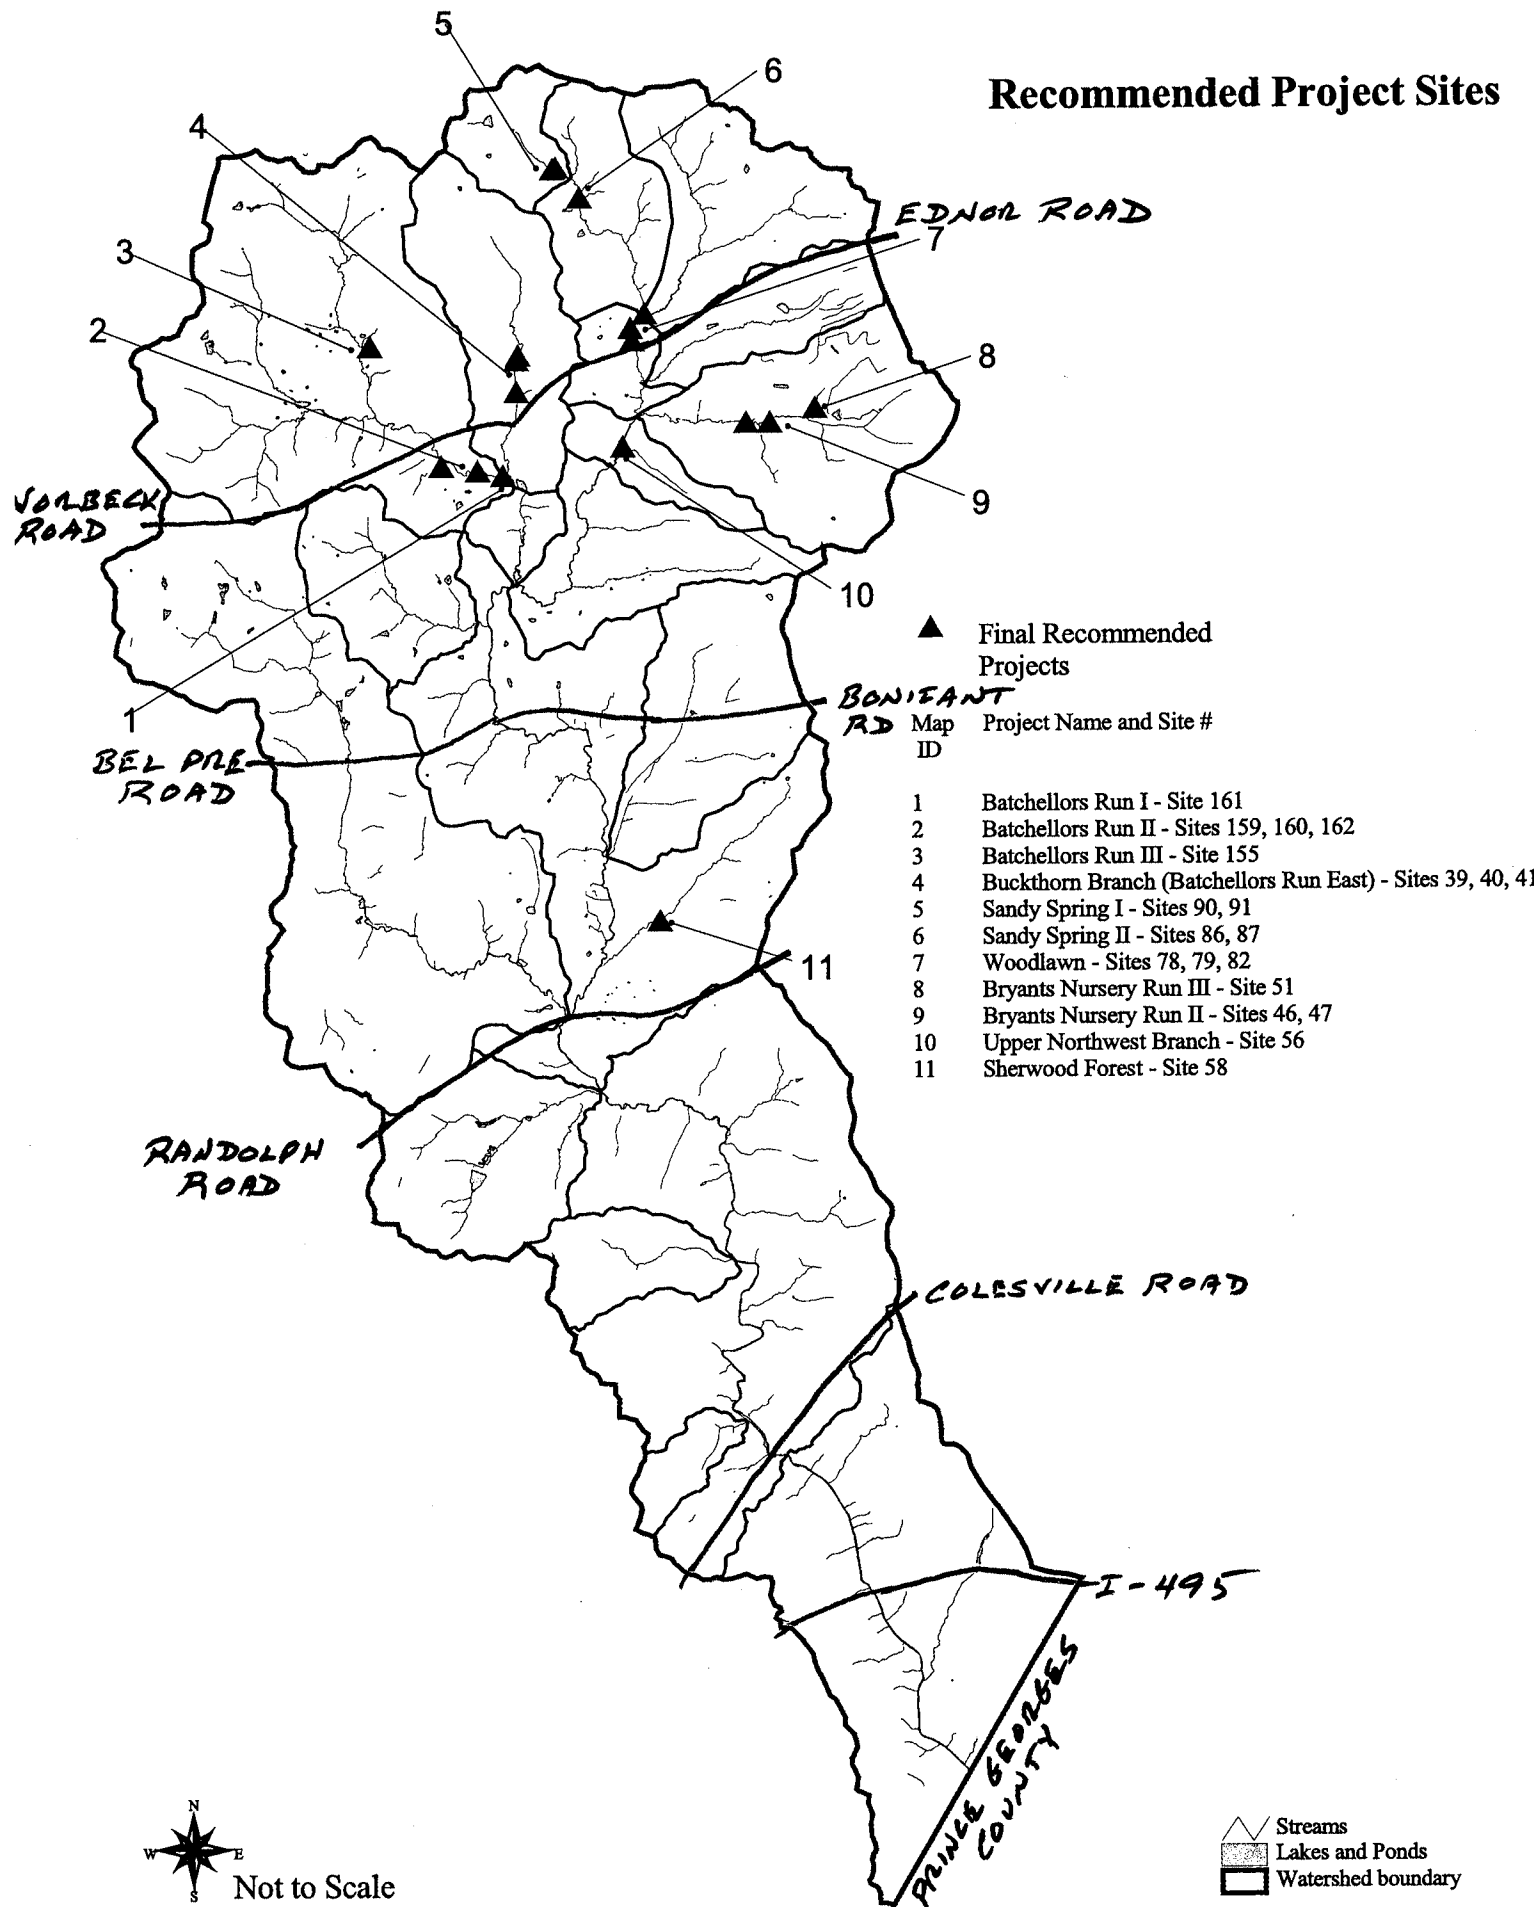 5
6
Recommended Project Sites
4
EDNOR ROAD
7
3
2
8
9
NORBECK
ROAD
10
Final Recommended
Projects
BONIFANT
RD
1
Map
ID
Project Name and Site #
BEL PRE
ROAD
1 Batchellors Run I - Site 161
2 Batchellors Run II - Sites 159, 160, 162
3 Batchellors Run III - Site 155
4 Buckthorn Branch (Batchellors Run East) - Sites 39, 40, 41
5 Sandy Spring I - Sites 90, 91
6 Sandy Spring II - Sites 86, 87
7 Woodlawn - Sites 78, 79, 82
8 Bryants Nursery Run III - Site 51
9 Bryants Nursery Run II - Sites 46, 47
10 Upper Northwest Branch - Site 56
11 Sherwood Forest - Site 58
11
RANDOLPH
ROAD
COLESVILLE ROAD
I-495
PRINCE GEORGES
COUNTY
N
W E
S
Not to Scale
Streams
Lakes and Ponds
Watershed boundary